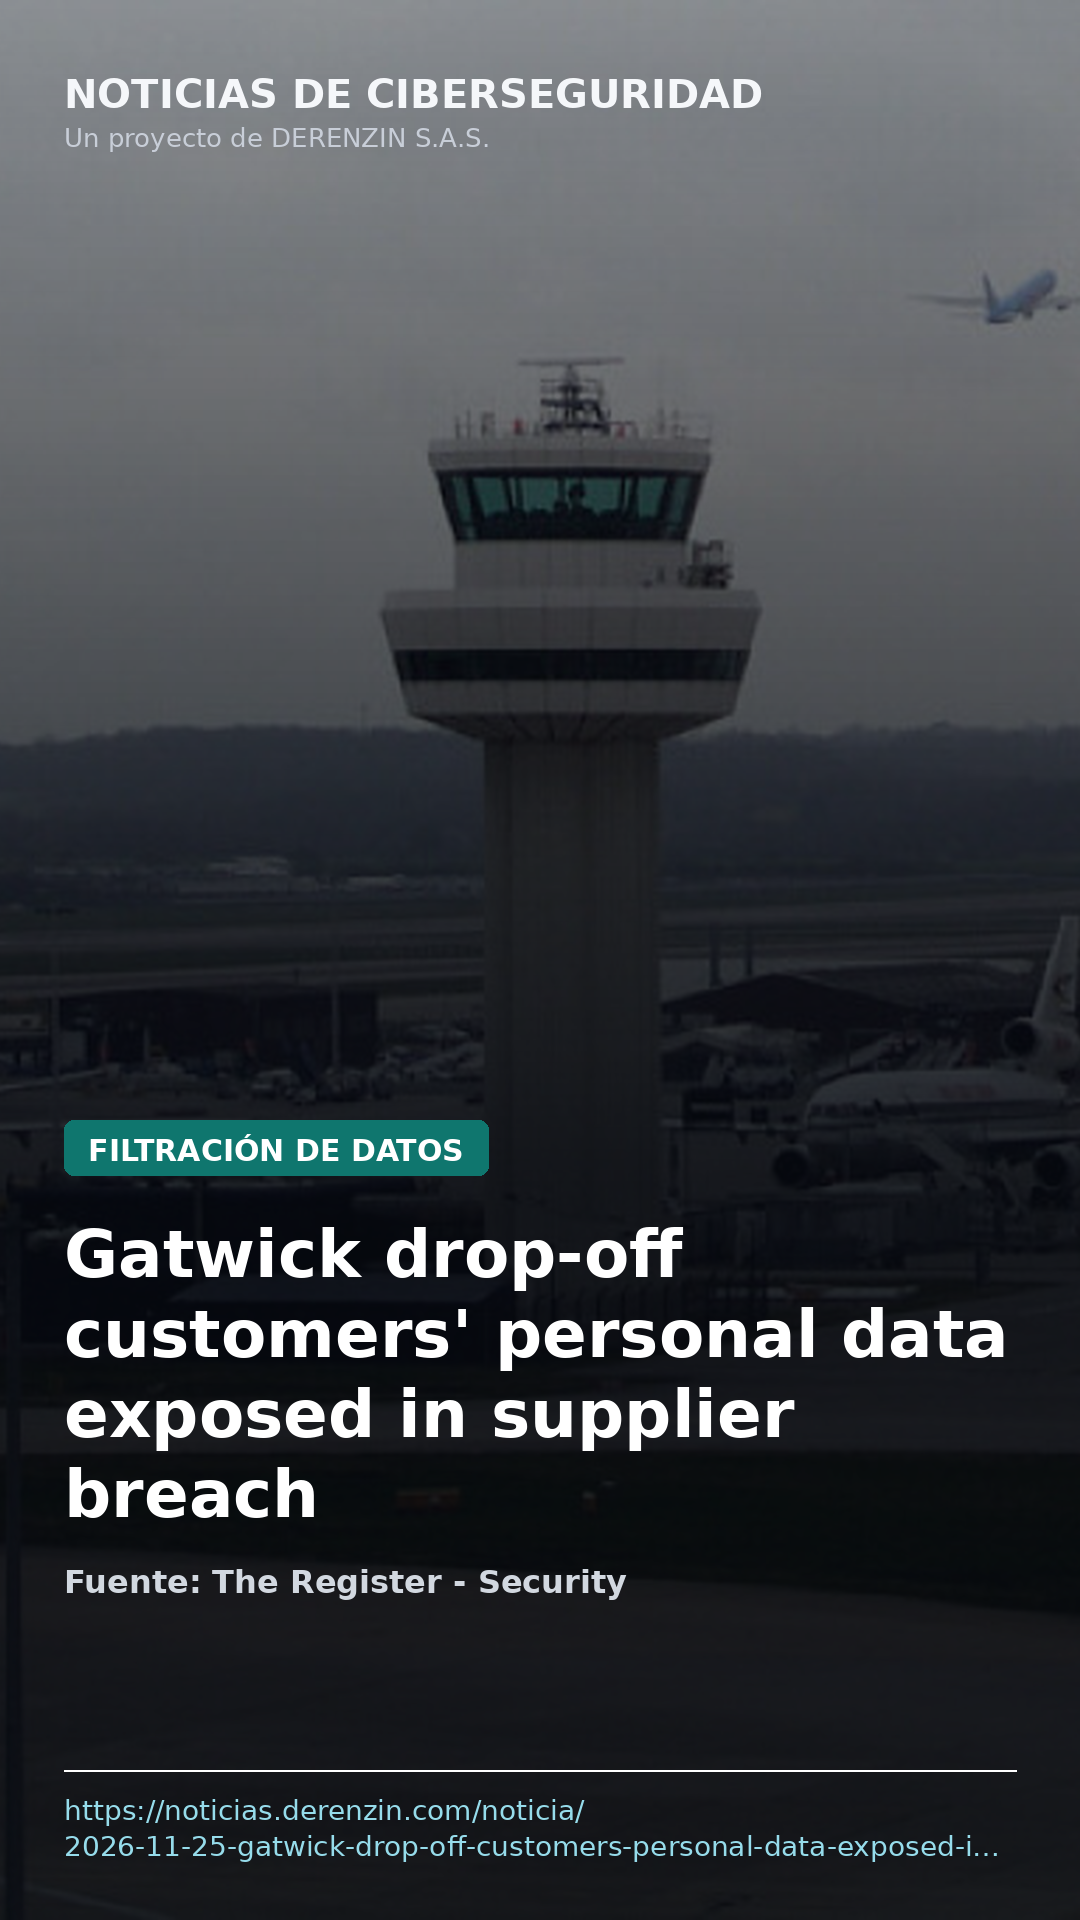 NOTICIAS DE CIBERSEGURIDAD
Un proyecto de DERENZIN S.A.S.
FILTRACIÓN DE DATOS
Gatwick drop-off
customers' personal data
exposed in supplier
breach
Fuente: The Register - Security
https://noticias.derenzin.com/noticia/
2026-11-25-gatwick-drop-off-customers-personal-data-exposed-i...